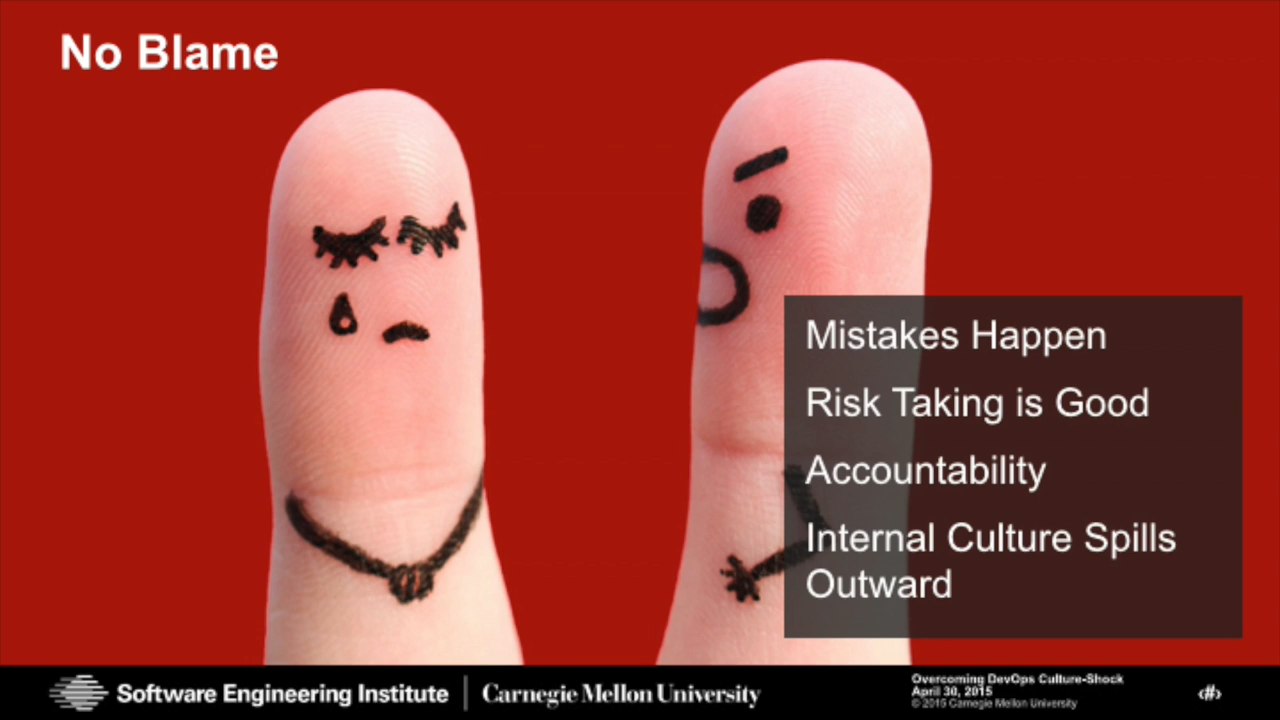 No Blame
Mistakes Happen
Risk Taking is Good
Accountability
Internal Culture Spills
Outward
Software Engineering Institute
Carnegie Mellon University
Overcoming DevOps Culture-Shock
April 30, 2015
© 2015 Carnegie Mellon University
‹#›